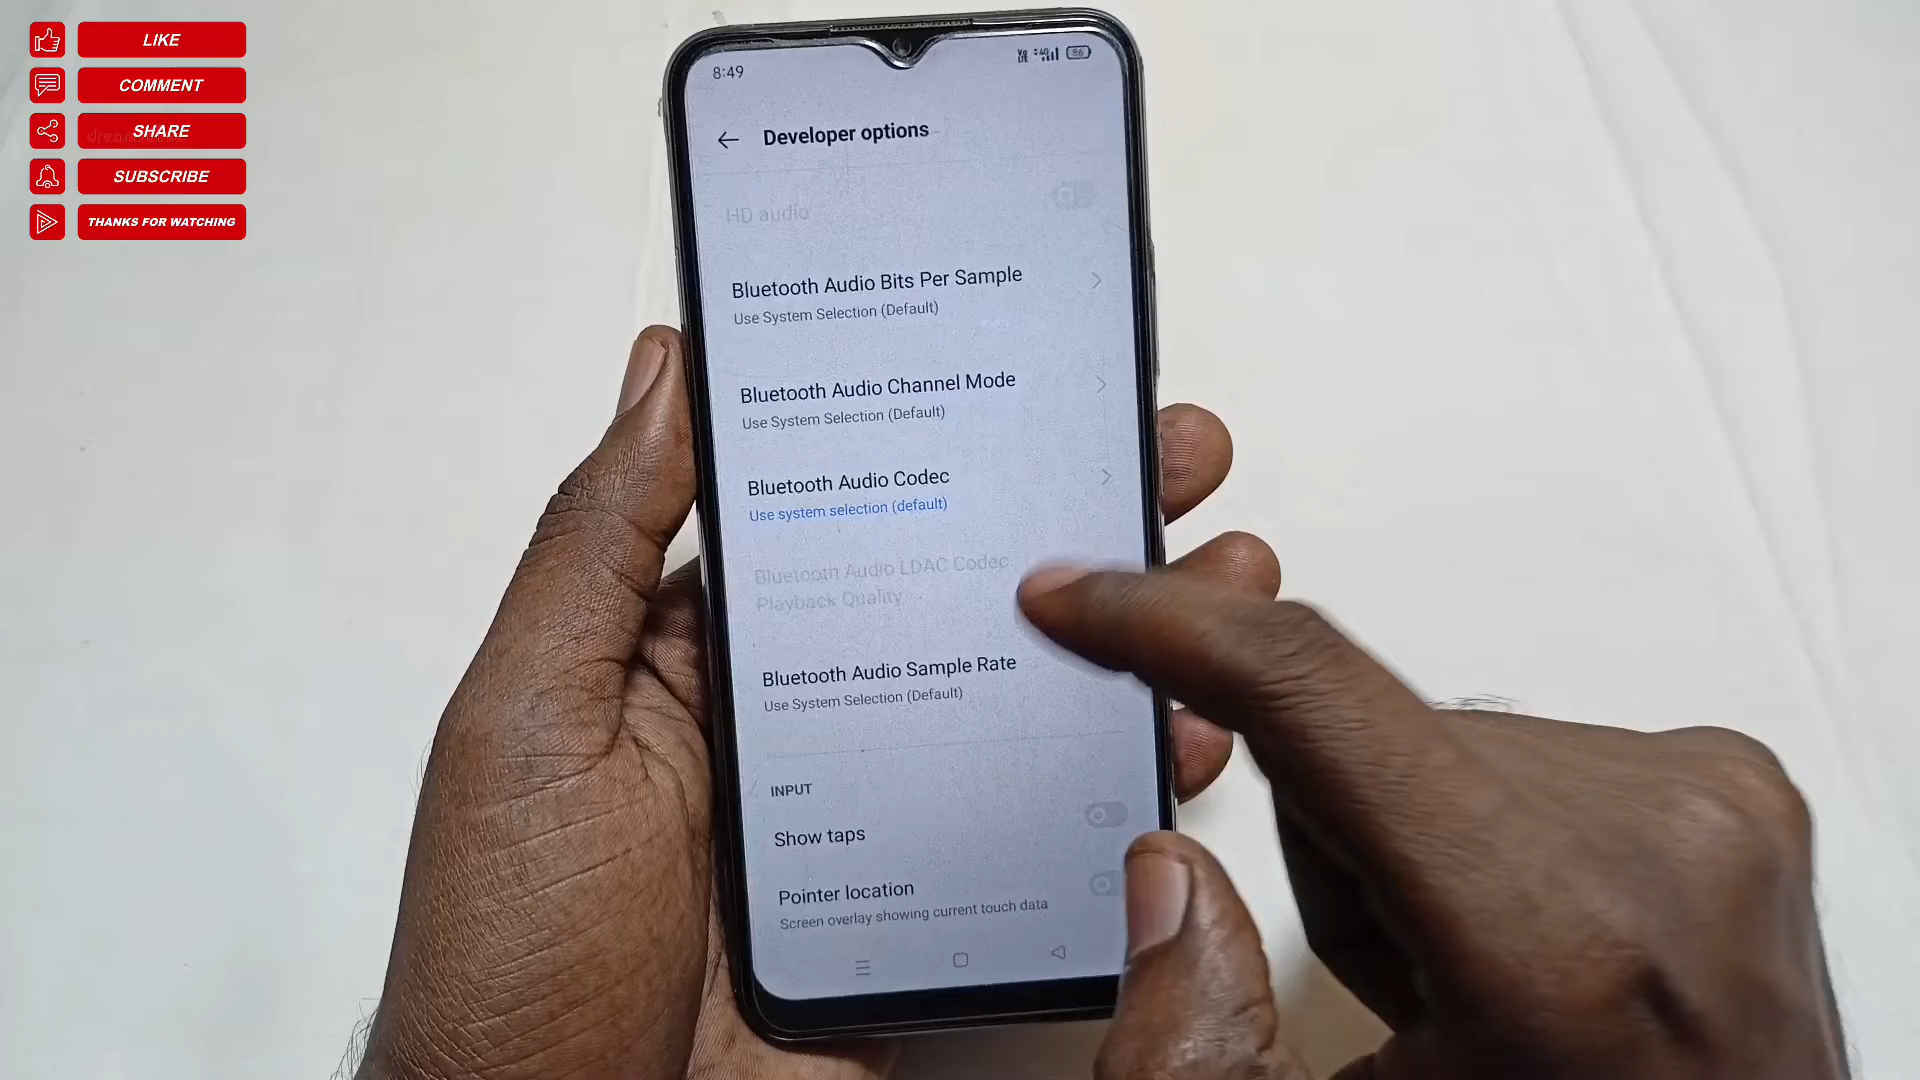 LIKE
COMMENT
SHARE
SUBSCRIBE
THANKS FOR WATCHING
8:49
4G
86
Developer options
HD audio
Bluetooth Audio Bits Per Sample
Use System Selection (Default)
Bluetooth Audio Channel Mode
Use System Selection (Default)
Bluetooth Audio Codec
Use system selection (default)
Bluetooth Audio LDAC Codec
Playback Quality
Bluetooth Audio Sample Rate
Use System Selection (Default)
INPUT
Show taps
Pointer location
Screen overlay showing current touch data